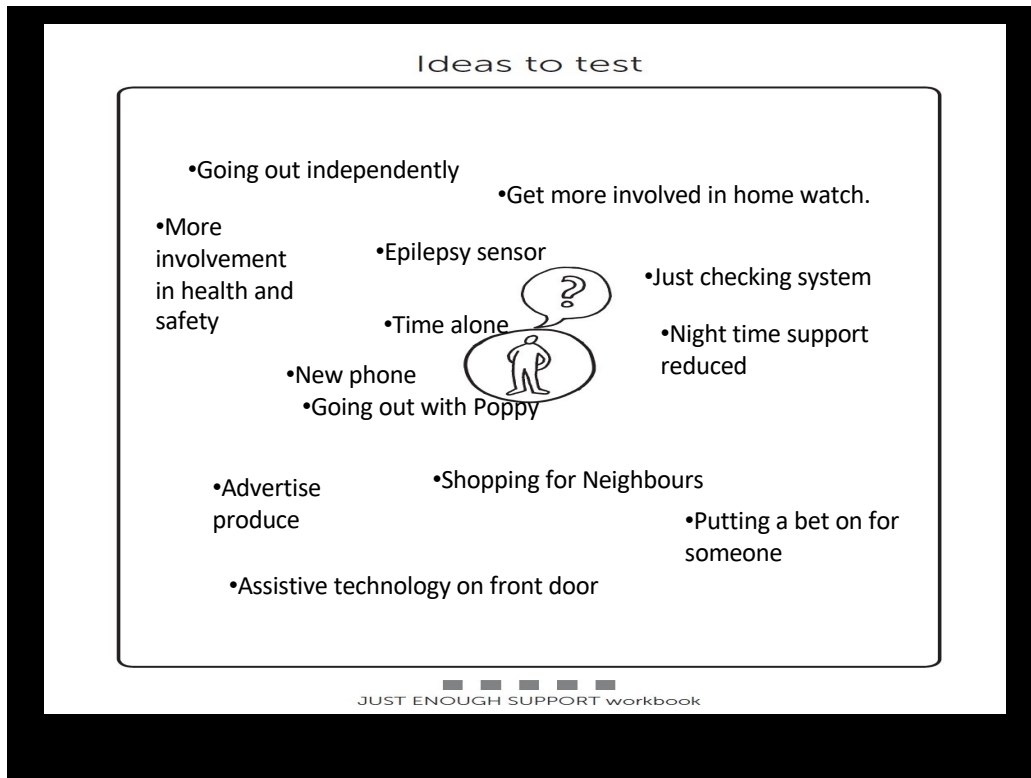 Ideas to test
•Going out independently
•Get more involved in home watch.
•More
involvement
in health and
safety
•Epilepsy sensor
?
•Just checking system
•Time alone
•Night time support
reduced
•New phone
•Going out with Poppy
•Shopping for Neighbours
•Advertise
produce
•Putting a bet on for
someone
•Assistive technology on front door
JUST ENOUGH SUPPORT workbook